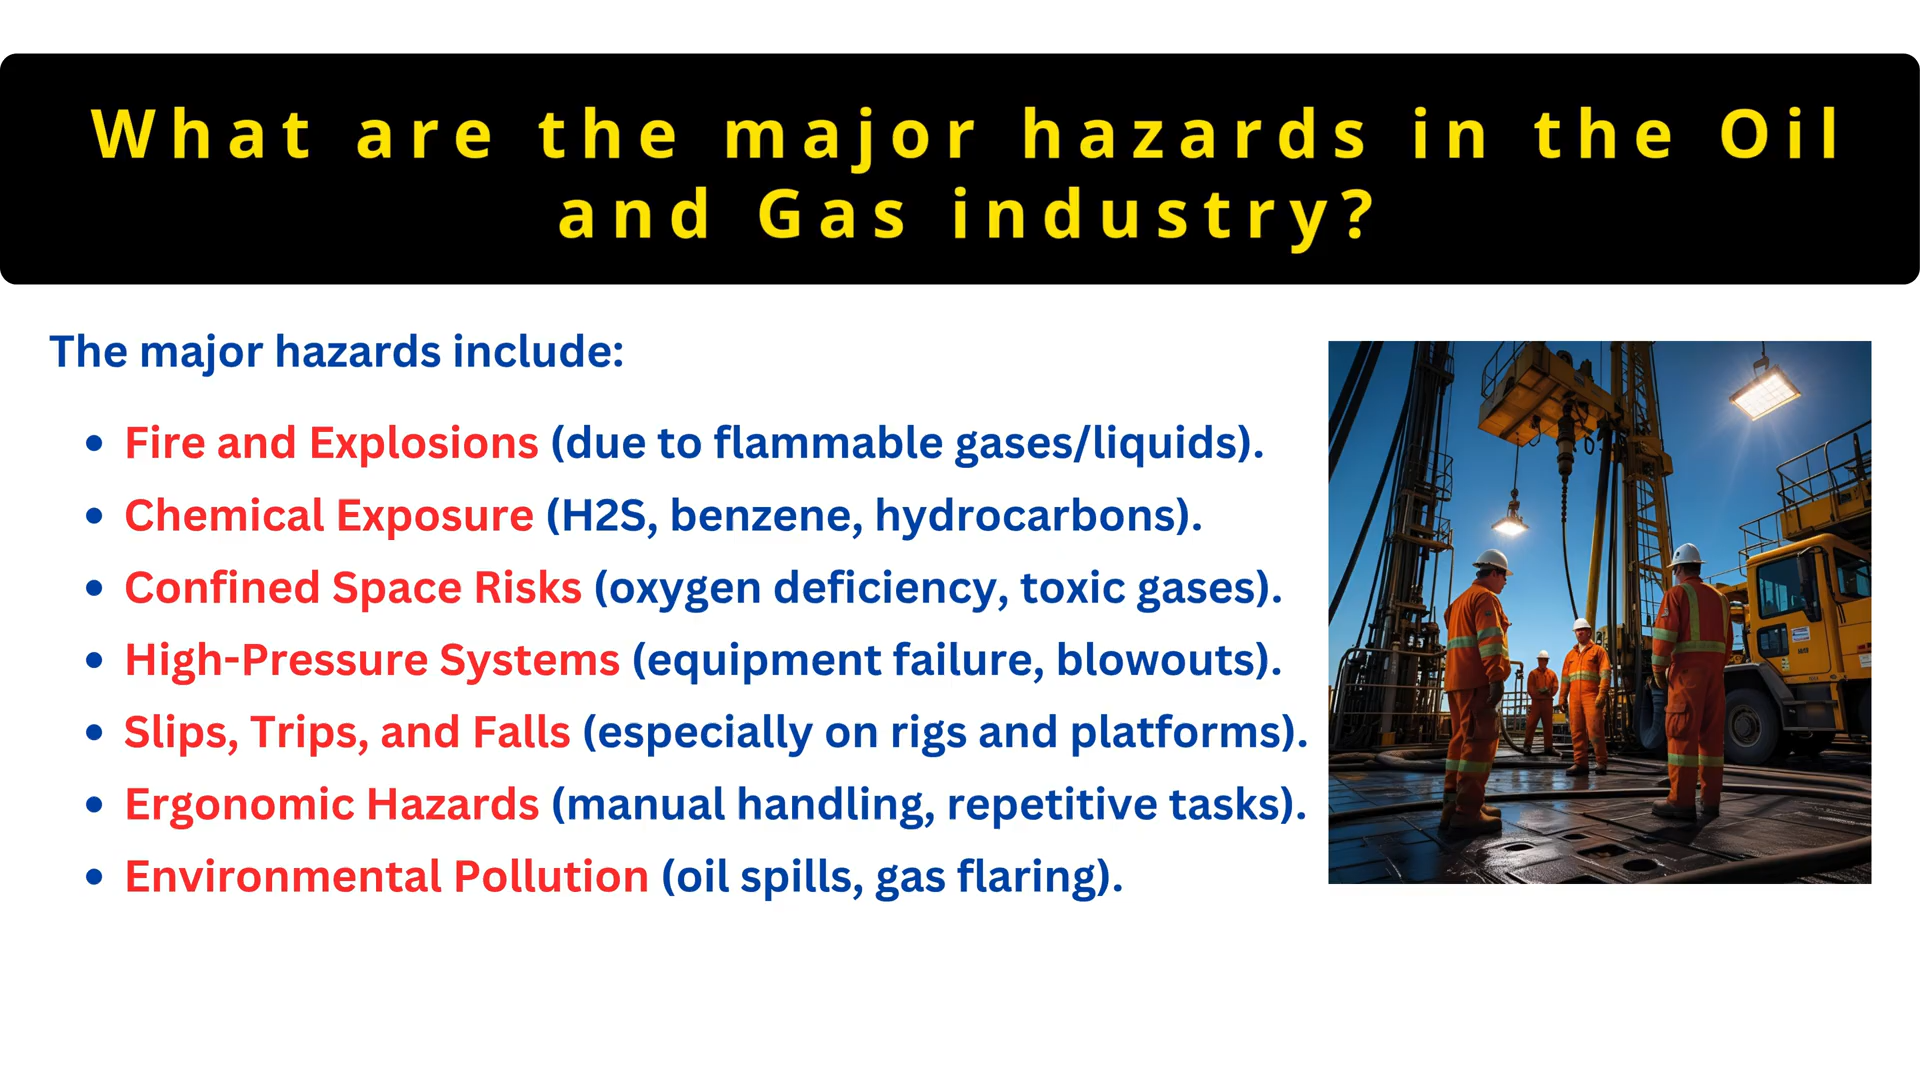 What are the major hazards in the Oil
and Gas industry?
The major hazards include:
• Fire and Explosions (due to flammable gases/liquids).
• Chemical Exposure (H2S, benzene, hydrocarbons).
• Confined Space Risks (oxygen deficiency, toxic gases).
• High-Pressure Systems (equipment failure, blowouts).
• Slips, Trips, and Falls (especially on rigs and platforms).
• Ergonomic Hazards (manual handling, repetitive tasks).
• Environmental Pollution (oil spills, gas flaring).